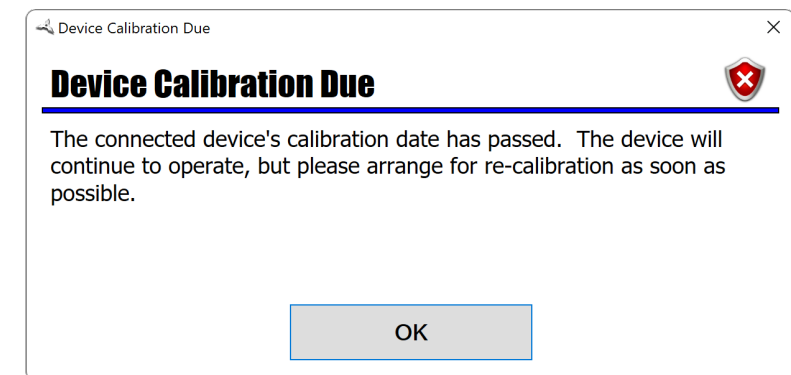 Device Calibration Due
Device Calibration Due
The connected device's calibration date has passed.  The device will
continue to operate, but please arrange for re-calibration as soon as
possible.
OK